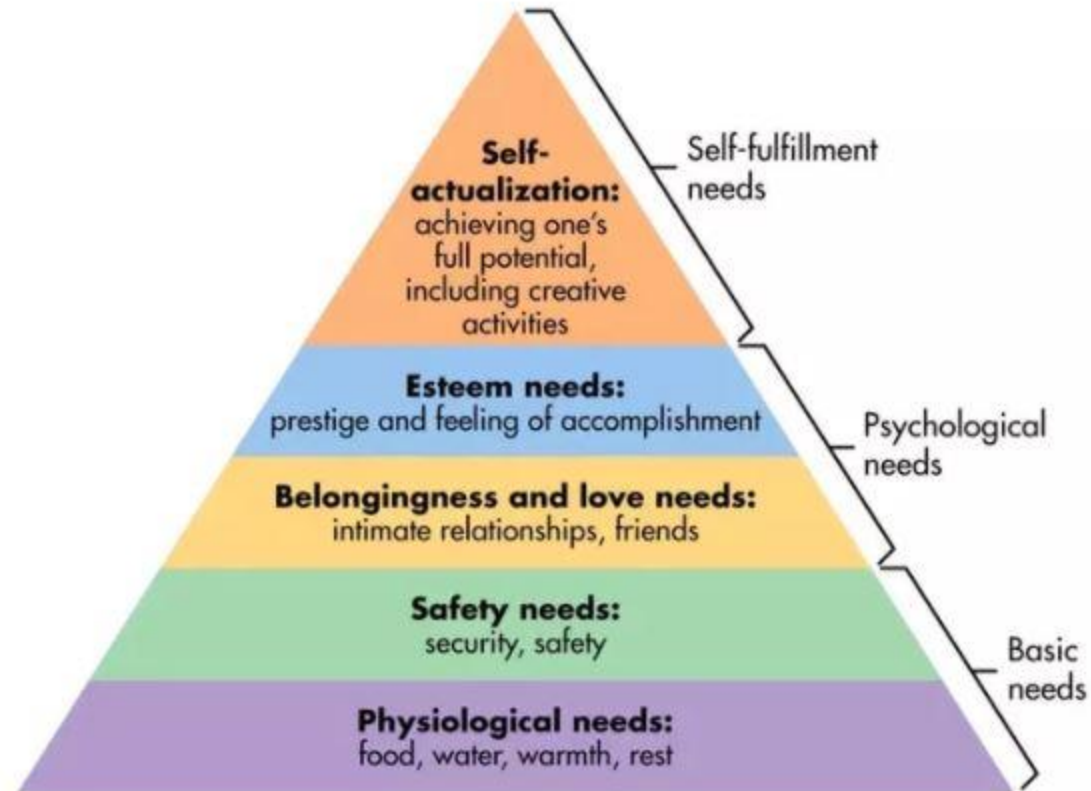 Self-
actualization:
achieving one's
full potential,
including creative
activities
Self-fulfillment
needs
Esteem needs:
prestige and feeling of accomplishment
Psychological
needs
Belongingness and love needs:
intimate relationships, friends
Safety needs:
security, safety
Basic
needs
Physiological needs:
food, water, warmth, rest